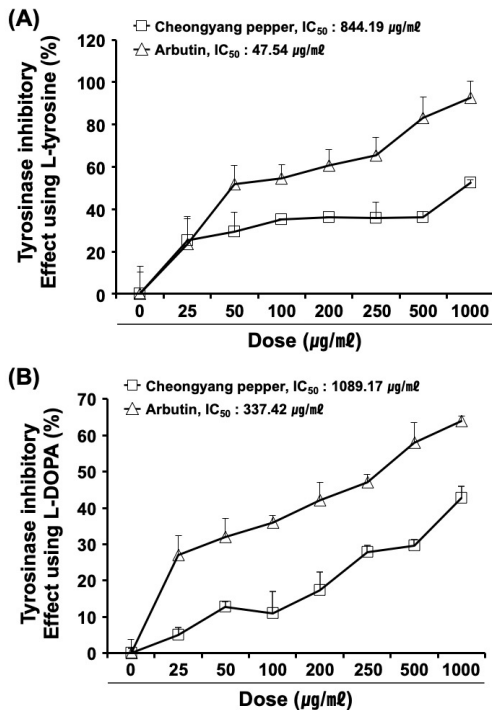 (A)
Cheongyang pepper, IC50 : 844.19 ㎍/㎖
Arbutin, IC50 : 47.54 ㎍/㎖
Tyrosinase inhibitory
Effect using L-tyrosine (%)
120
100
80
60
40
20
0
0 25 50 100 200 250 500 1000
Dose (㎍/㎖)
(B)
Cheongyang pepper, IC50 : 1089.17 ㎍/㎖
Arbutin, IC50 : 337.42 ㎍/㎖
Tyrosinase inhibitory
Effect using L-DOPA (%)
70
60
50
40
30
20
10
0
0 25 50 100 200 250 500 1000
Dose (㎍/㎖)